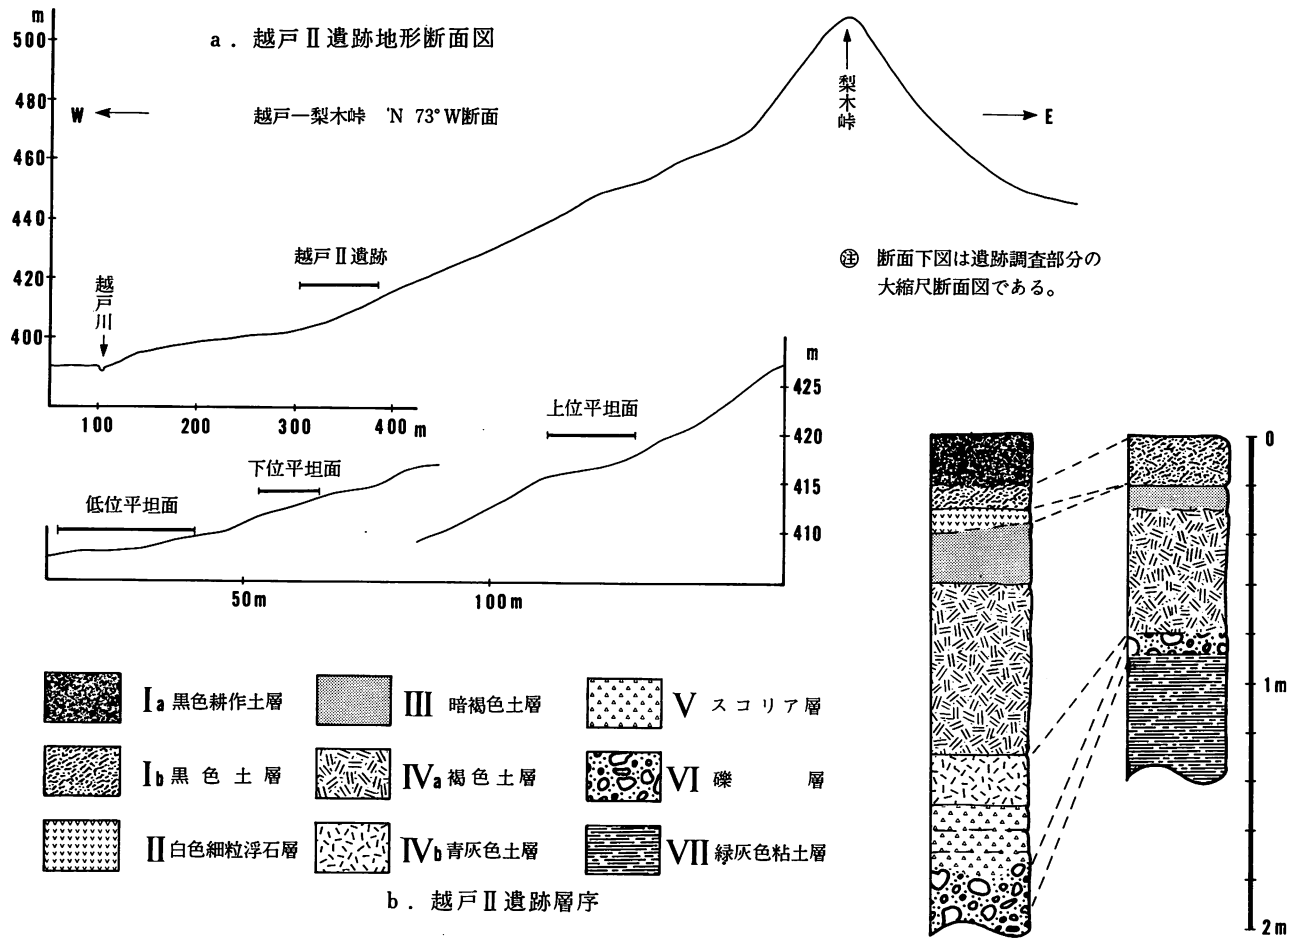 m
a . 越戸Ⅱ遺跡地形断面図
500
480
460
440
420
400
W
越戸一梨木峠 'N 73°W断面
梨木峠
E
越戸Ⅱ遺跡
越戸川
㊟ 断面下図は遺跡調査部分の
大縮尺断面図である。
100 200 300 400 m
m
425
420
415
410
上位平坦面
下位平坦面
低位平坦面
50m 100m
Ⅰa 黒色耕作土層
Ⅰb 黒色土層
Ⅱ 白色細粒浮石層
Ⅲ 暗褐色土層
Ⅳa 褐色土層
Ⅳb 青灰色土層
Ⅴ スコリア層
Ⅵ 礫層
Ⅶ 緑灰色粘土層
b . 越戸Ⅱ遺跡層序
0
1m
2m